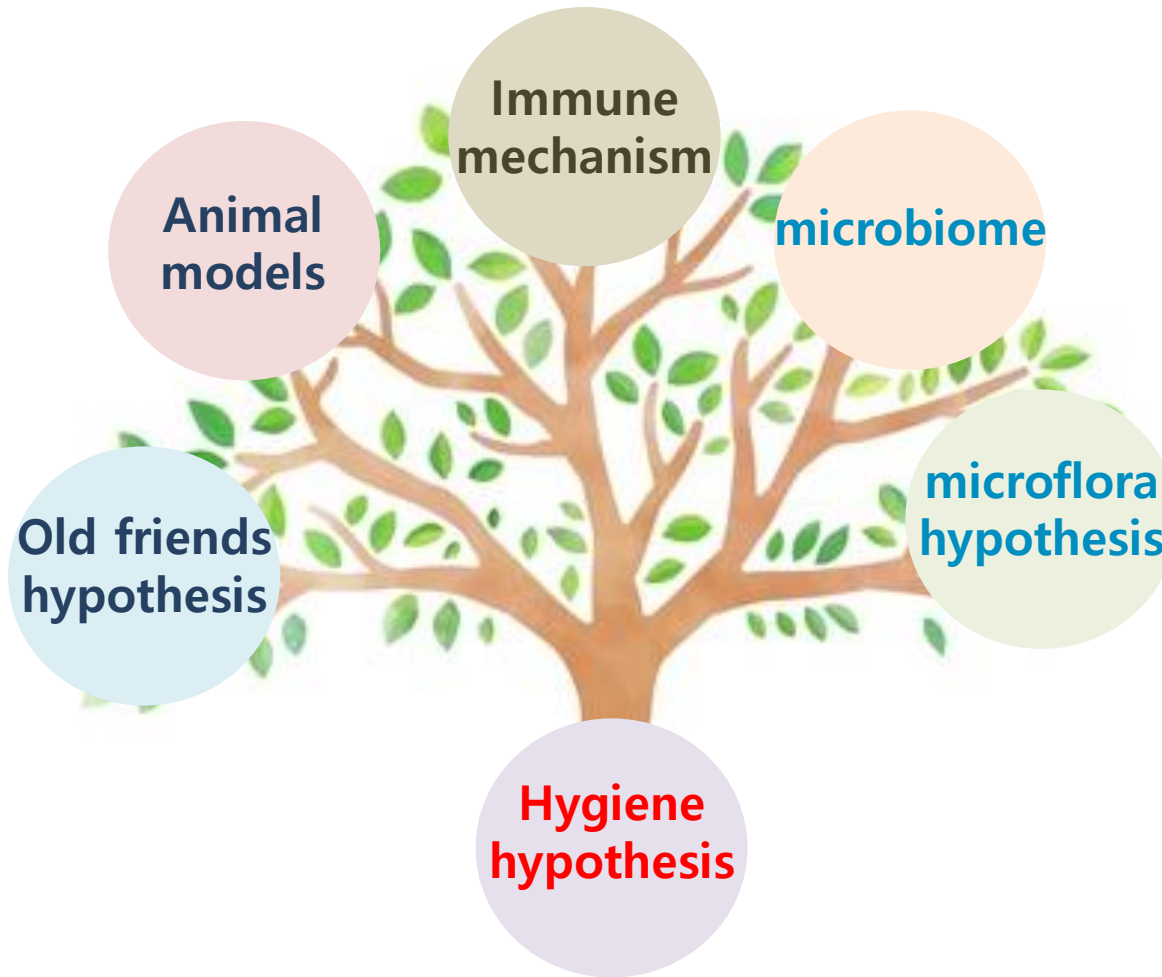 Immune
mechanism
Animal
models
microbiome
microflora
hypothesis
Old friends
hypothesis
Hygiene
hypothesis